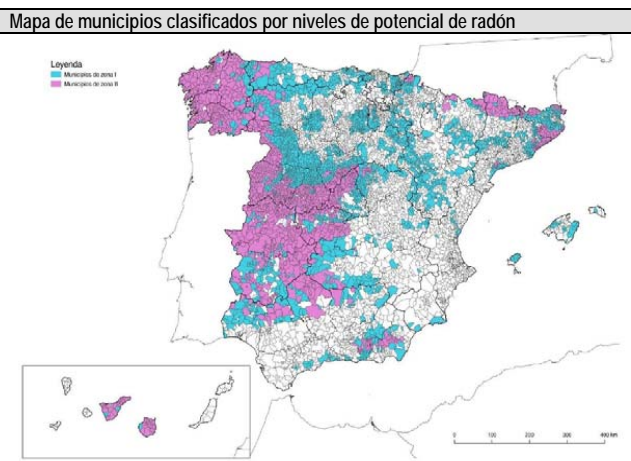 Mapa de municipios clasificados por niveles de potencial de radón
Leyenda
Municipios de zona I
Municipios de zona II
0 100 200 300 400 km